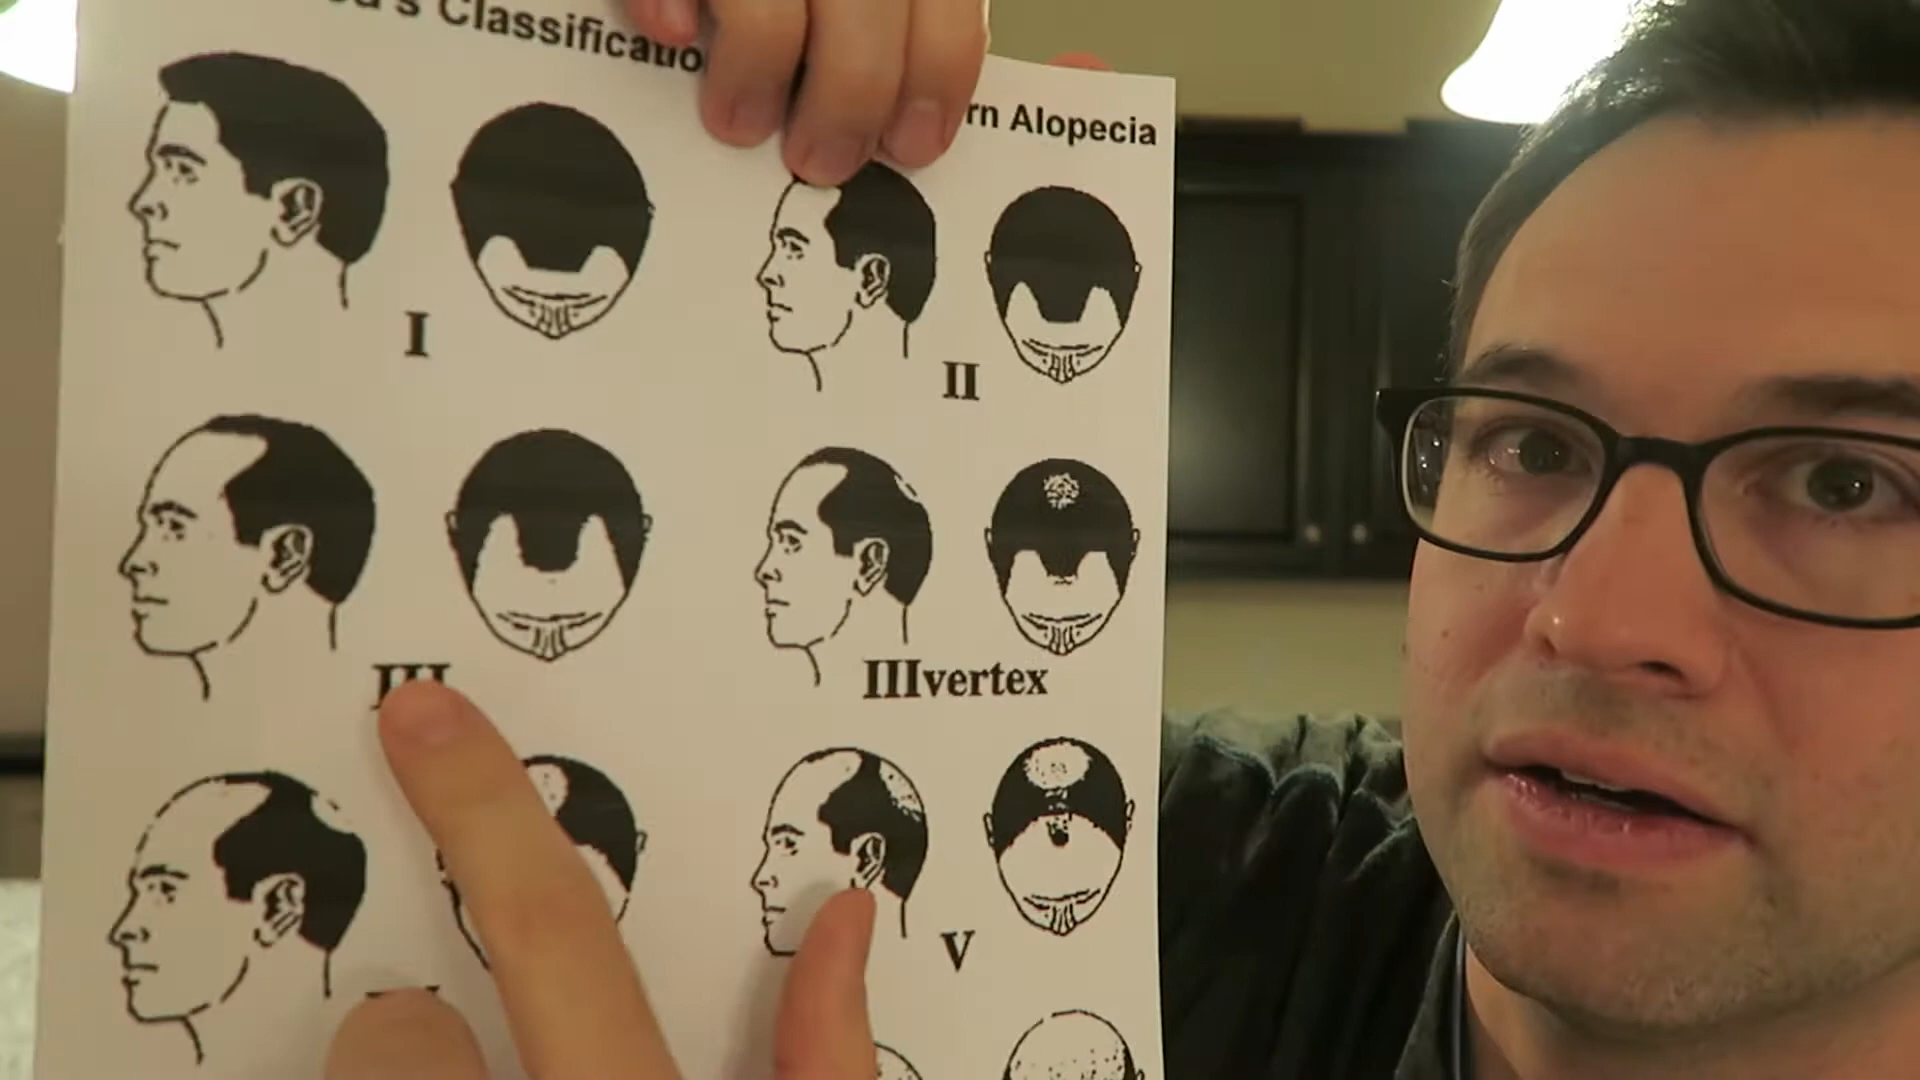 's Classificatio
rn Alopecia
I
II
III
IIIvertex
V